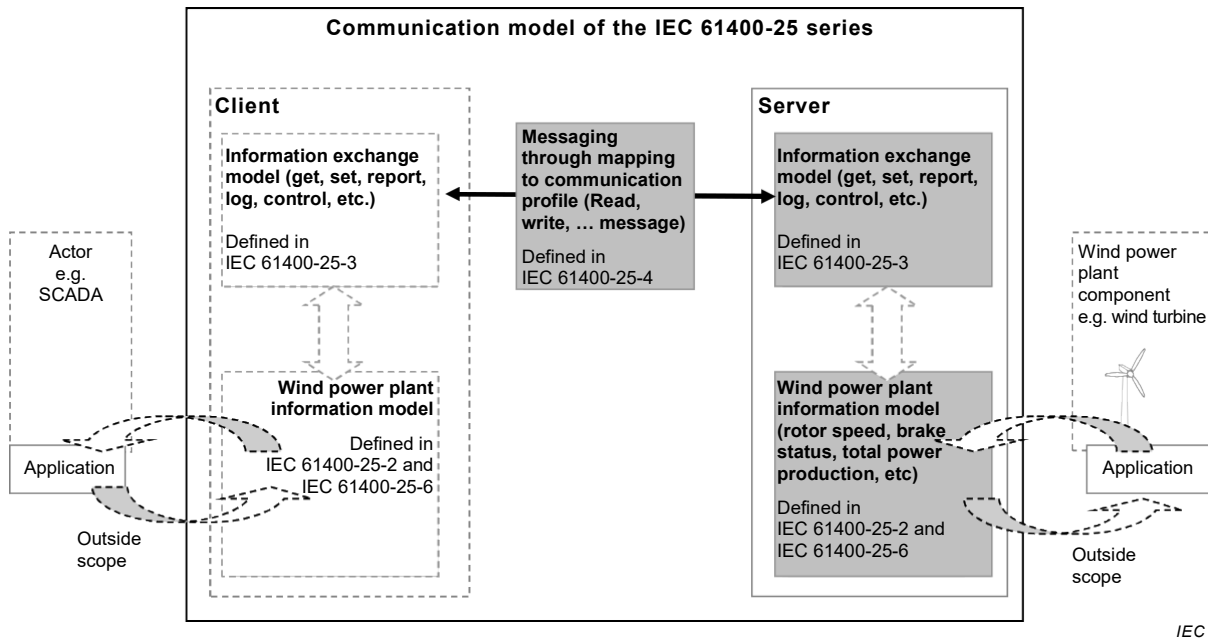 Communication model of the IEC 61400-25 series
Client
Information exchange
model (get, set, report,
log, control, etc.)
Defined in
IEC 61400-25-3
Messaging
through mapping
to communication
profile (Read,
write, … message)
Defined in
IEC 61400-25-4
Server
Information exchange
model (get, set, report,
log, control, etc.)
Defined in
IEC 61400-25-3
Actor
e.g.
SCADA
Application
Outside
scope
Wind power plant
information model
Defined in
IEC 61400-25-2 and
IEC 61400-25-6
Wind power plant
information model
(rotor speed, brake
status, total power
production, etc)
Defined in
IEC 61400-25-2 and
IEC 61400-25-6
Wind power
plant
component
e.g. wind turbine
Application
Outside
scope
IEC